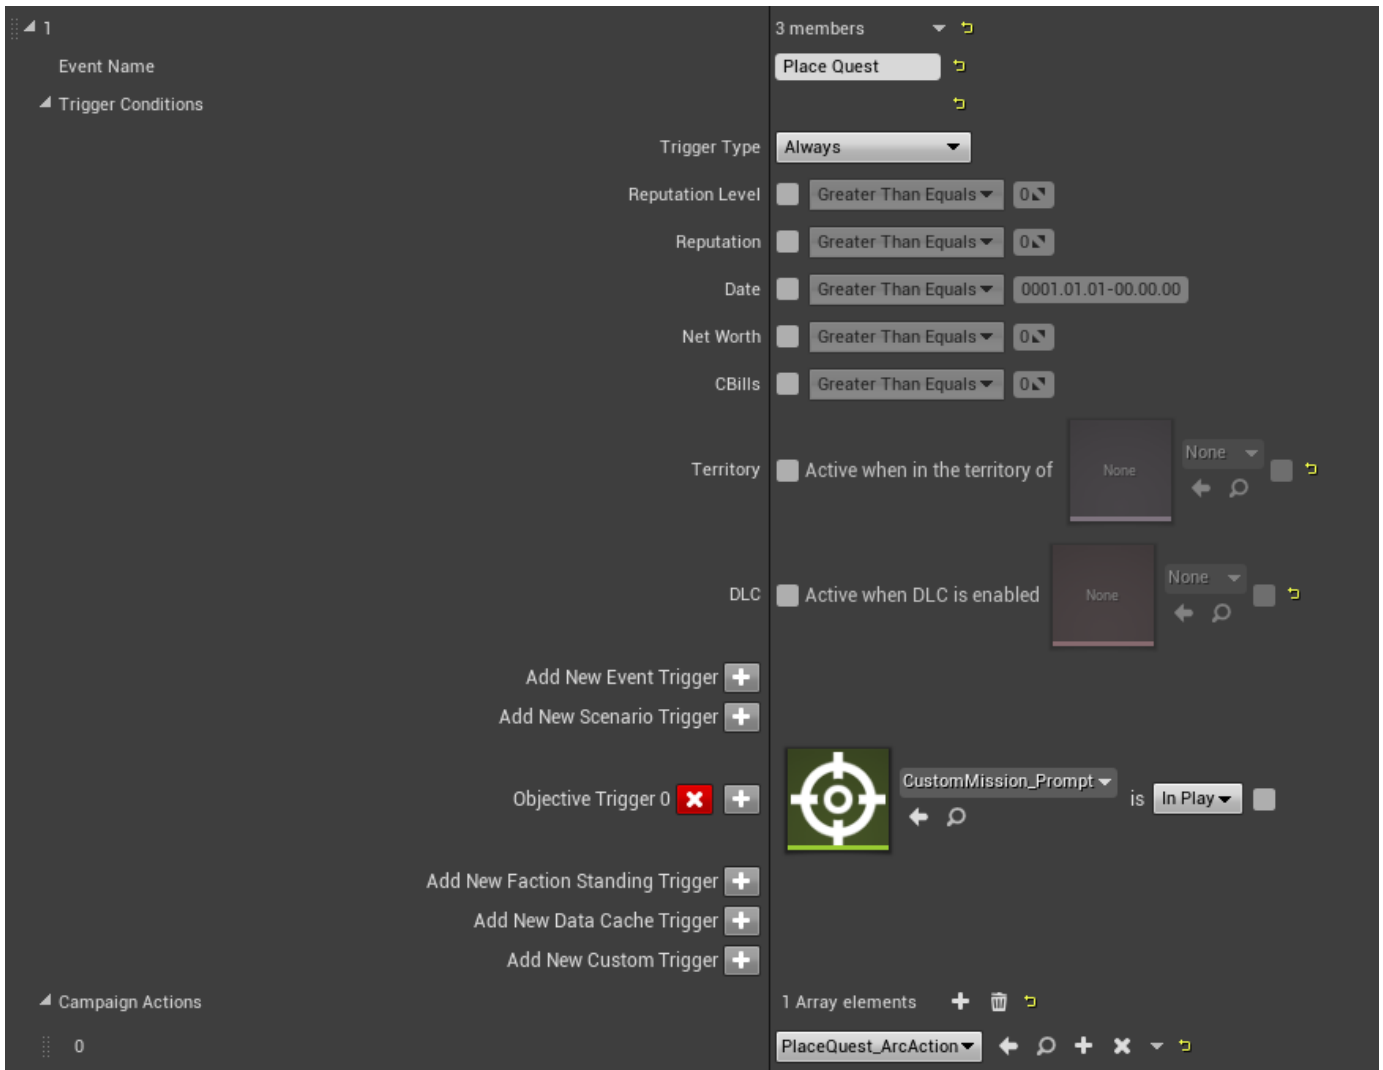 1 3 members
Event Name Place Quest
Trigger Conditions
Trigger Type Always
Reputation Level Greater Than Equals 0
Reputation Greater Than Equals 0
Date Greater Than Equals 0001.01.01-00.00.00
Net Worth Greater Than Equals 0
CBills Greater Than Equals 0
Territory Active when in the territory of None None
DLC Active when DLC is enabled None None
Add New Event Trigger
Add New Scenario Trigger
Objective Trigger 0 CustomMission_Prompt is In Play
Add New Faction Standing Trigger
Add New Data Cache Trigger
Add New Custom Trigger
Campaign Actions 1 Array elements
0 PlaceQuest_ArcAction